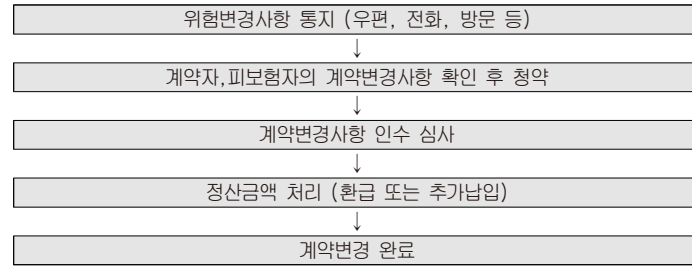 위험변경사항 통지 (우편, 전화, 방문 등)
↓
계약자,피보험자의 계약변경사항 확인 후 청약
↓
계약변경사항 인수 심사
↓
정산금액 처리 (환급 또는 추가납입)
↓
계약변경 완료